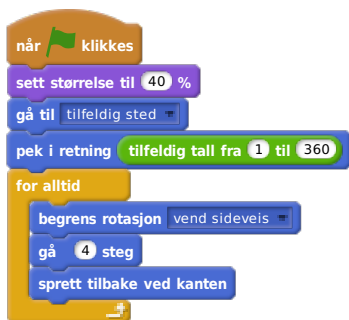 når klikkes
sett størrelse til 40 %
gå til tilfeldig sted
pek i retning tilfeldig tall fra 1 til 360
for alltid
begrens rotasjon vend sideveis
gå 4 steg
sprett tilbake ved kanten